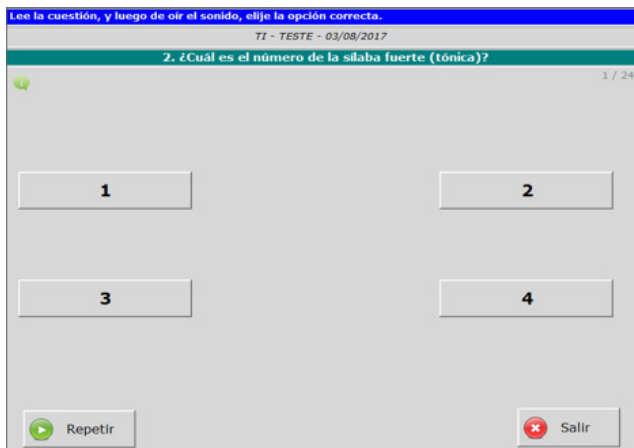 Lee la cuestión, y luego de oír el sonido, elije la opción correcta.
TI - TESTE - 03/08/2017
2. ¿Cuál es el número de la sílaba fuerte (tónica)?
1 / 24
1
2
3
4
Repetir
Salir